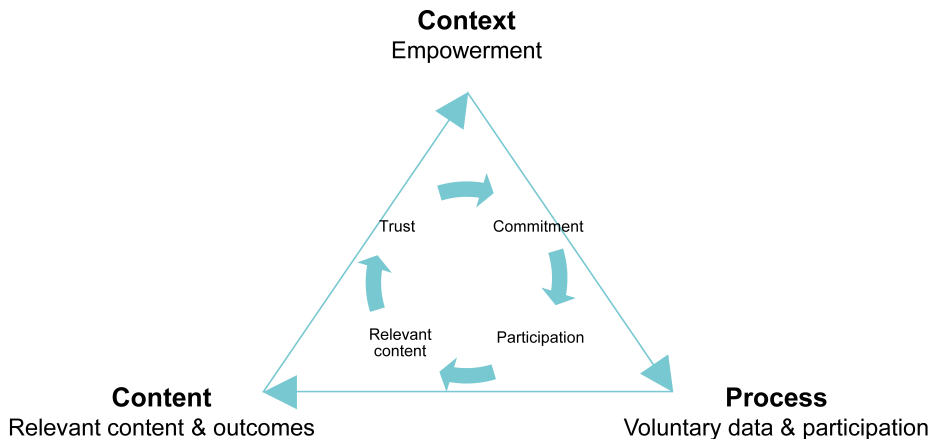 Context
Empowerment
Trust
Commitment
Relevant
content
Participation
Content
Relevant content & outcomes
Process
Voluntary data & participation